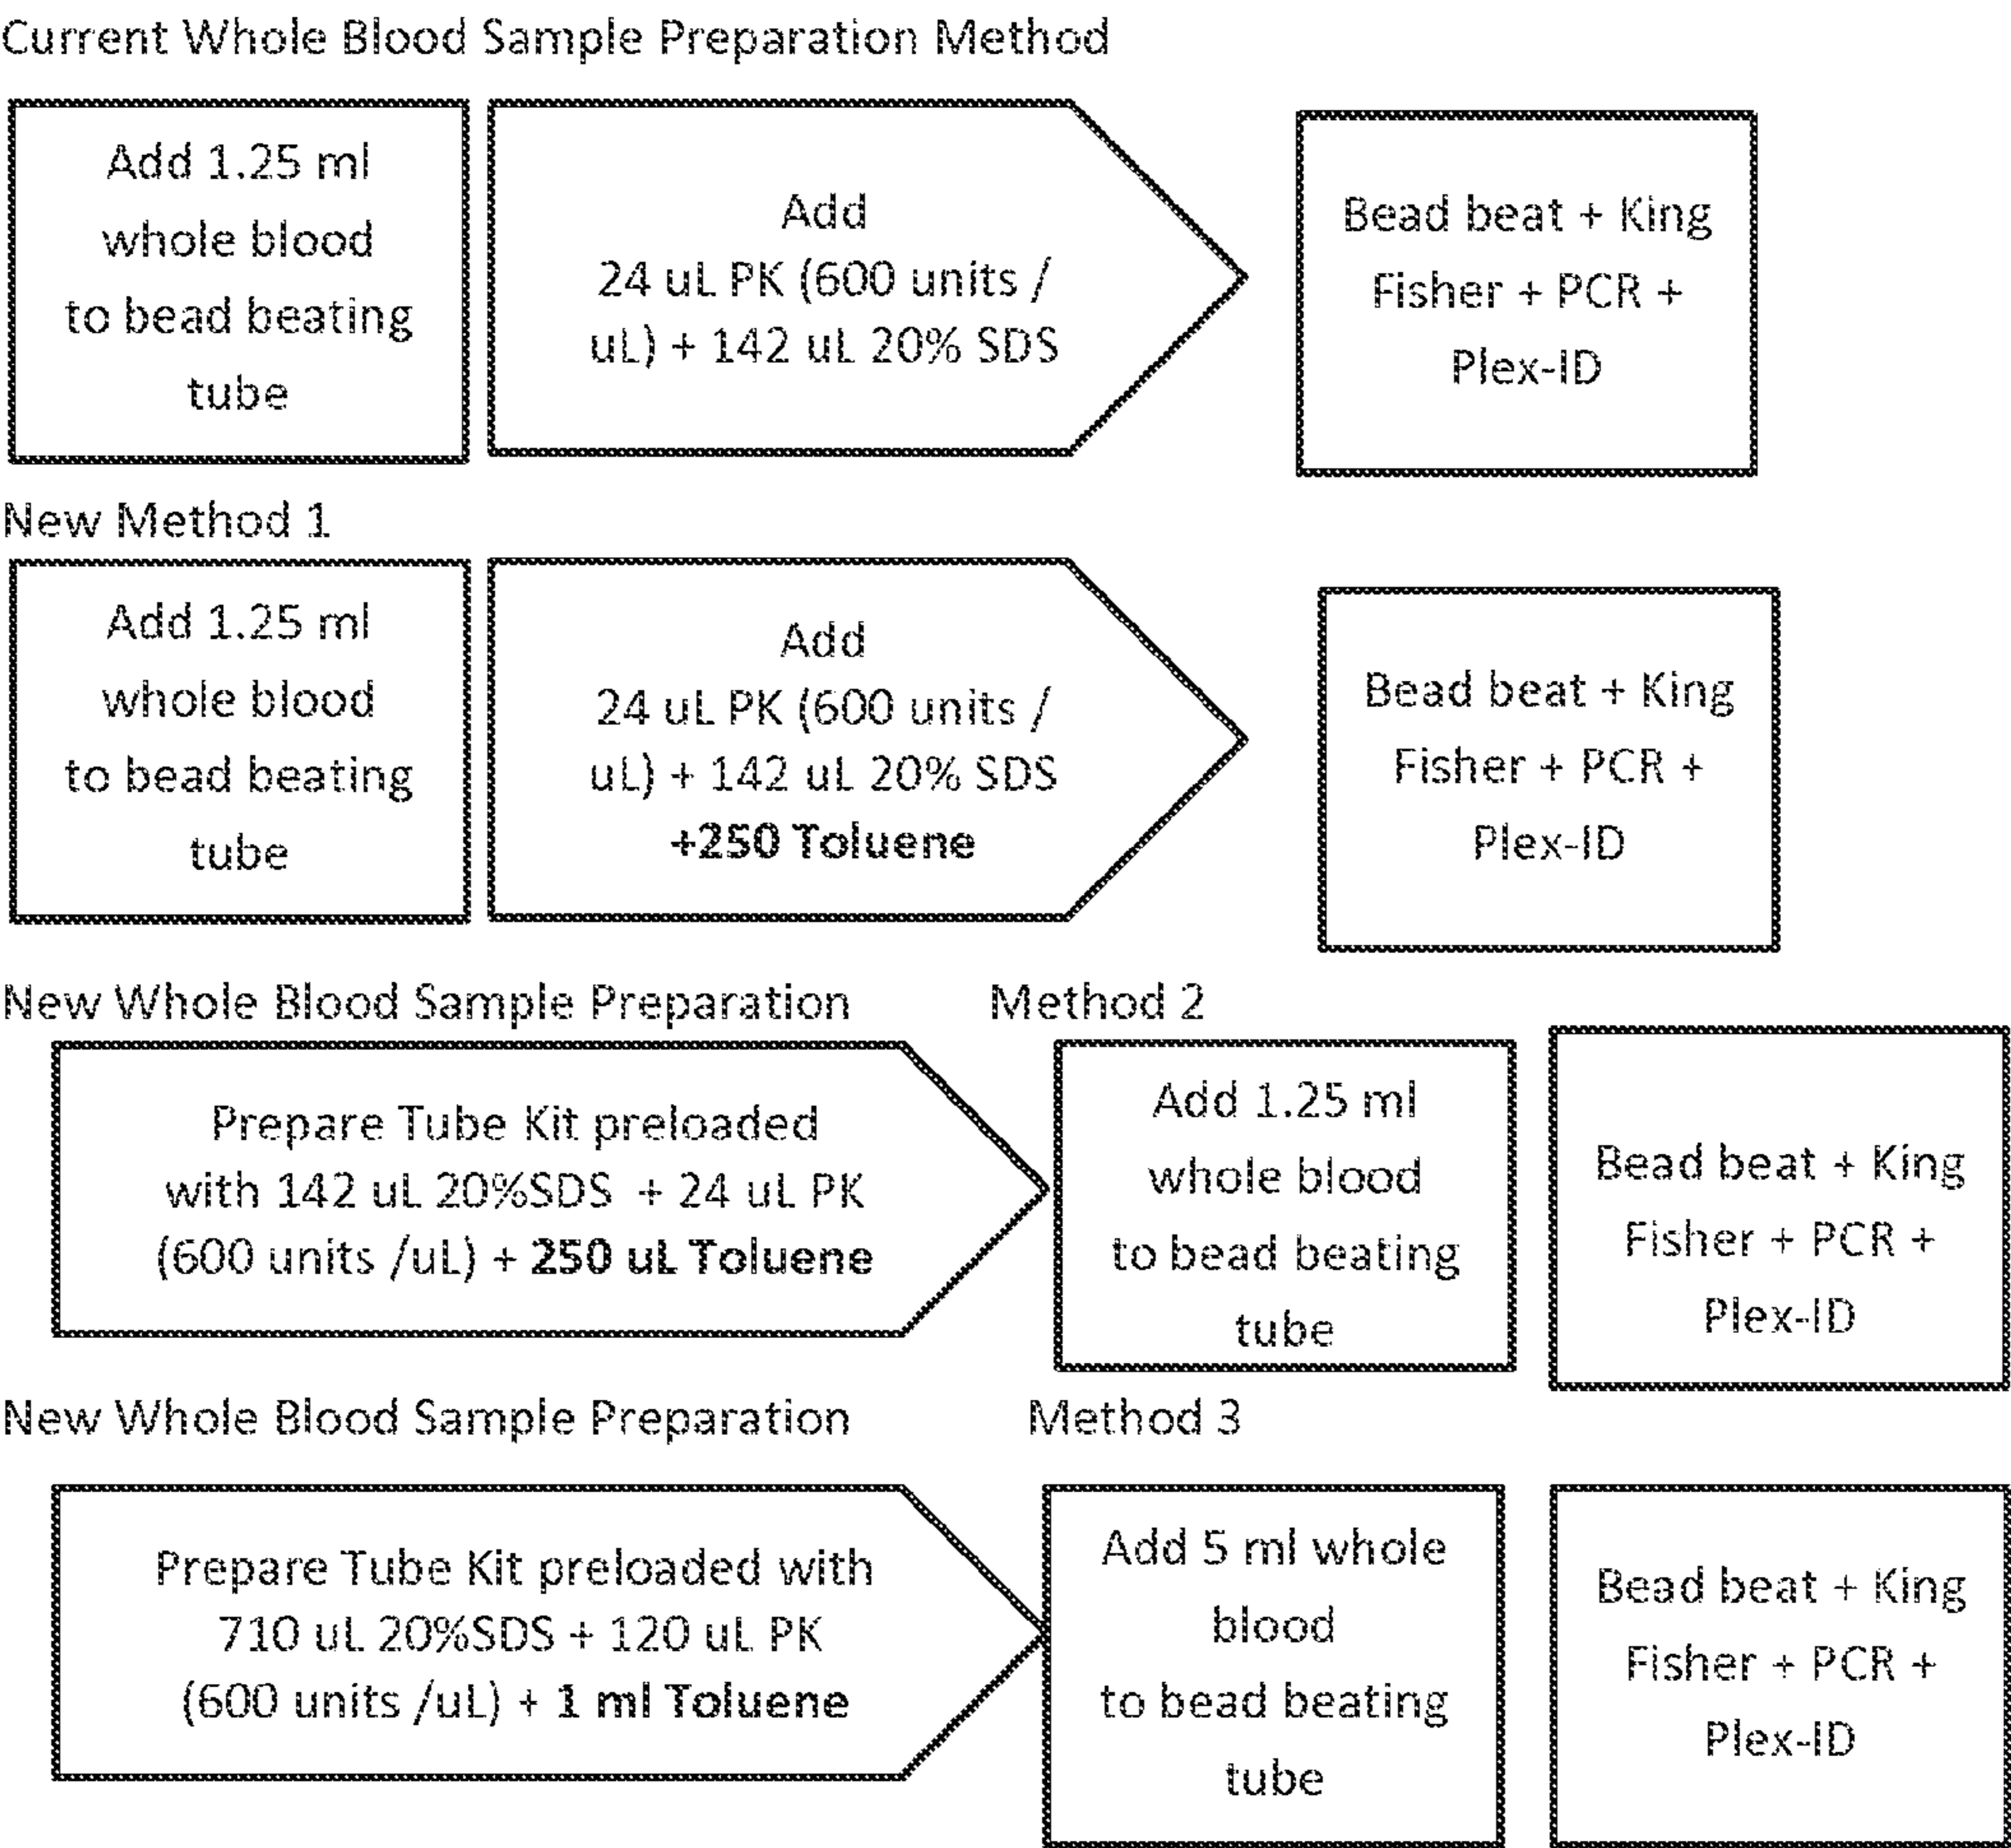 Current Whole Blood Sample Preparation Method
Add 1.25 ml
whole blood
to bead beating
tube
Add
24 uL PK (600 units /
uL) + 142 uL 20% SDS
Bead beat + King
Fisher + PCR +
Plex-ID
New Method 1
Add 1.25 ml
whole blood
to bead beating
tube
Add
24 uL PK (600 units /
uL) + 142 uL 20% SDS
+250 Toluene
Bead beat + King
Fisher + PCR +
Plex-ID
New Whole Blood Sample Preparation Method 2
Prepare Tube Kit preloaded
with 142 uL 20%SDS + 24 uL PK
(600 units /uL) + 250 uL Toluene
Add 1.25 ml
whole blood
to bead beating
tube
Bead beat + King
Fisher + PCR +
Plex-ID
New Whole Blood Sample Preparation Method 3
Prepare Tube Kit preloaded with
710 uL 20%SDS + 120 uL PK
(600 units /uL) + 1 ml Toluene
Add 5 ml whole
blood
to bead beating
tube
Bead beat + King
Fisher + PCR +
Plex-ID